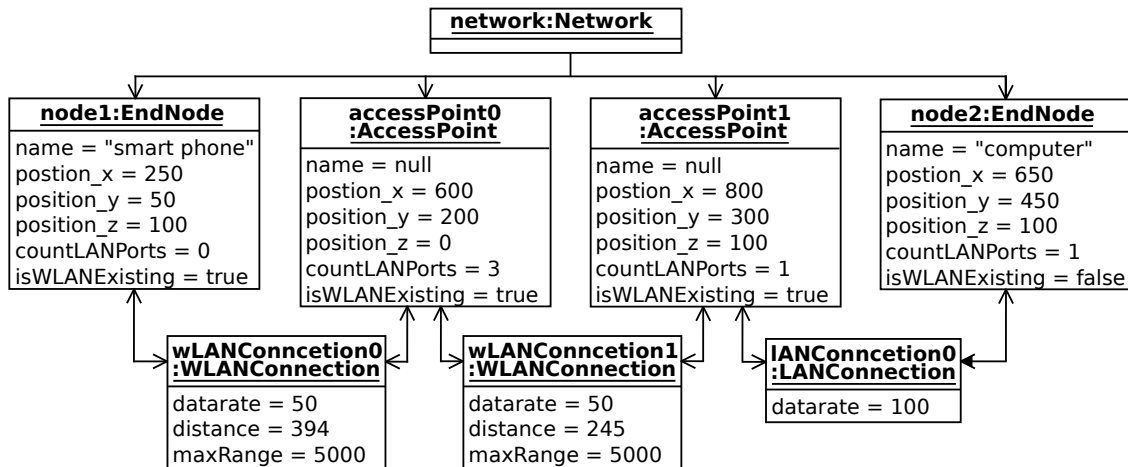 network:Network
node1:EndNode
name = "smart phone"
postion_x = 250
position_y = 50
position_z = 100
countLANPorts = 0
isWLANExisting = true
accessPoint0
:AccessPoint
name = null
postion_x = 600
position_y = 200
position_z = 0
countLANPorts = 3
isWLANExisting = true
accessPoint1
:AccessPoint
name = null
postion_x = 800
position_y = 300
position_z = 100
countLANPorts = 1
isWLANExisting = true
node2:EndNode
name = "computer"
postion_x = 650
position_y = 450
position_z = 100
countLANPorts = 1
isWLANExisting = false
wLANConncetion0
:WLANConnection
datarate = 50
distance = 394
maxRange = 5000
wLANConncetion1
:WLANConnection
datarate = 50
distance = 245
maxRange = 5000
lANConncetion0
:LANConnection
datarate = 100